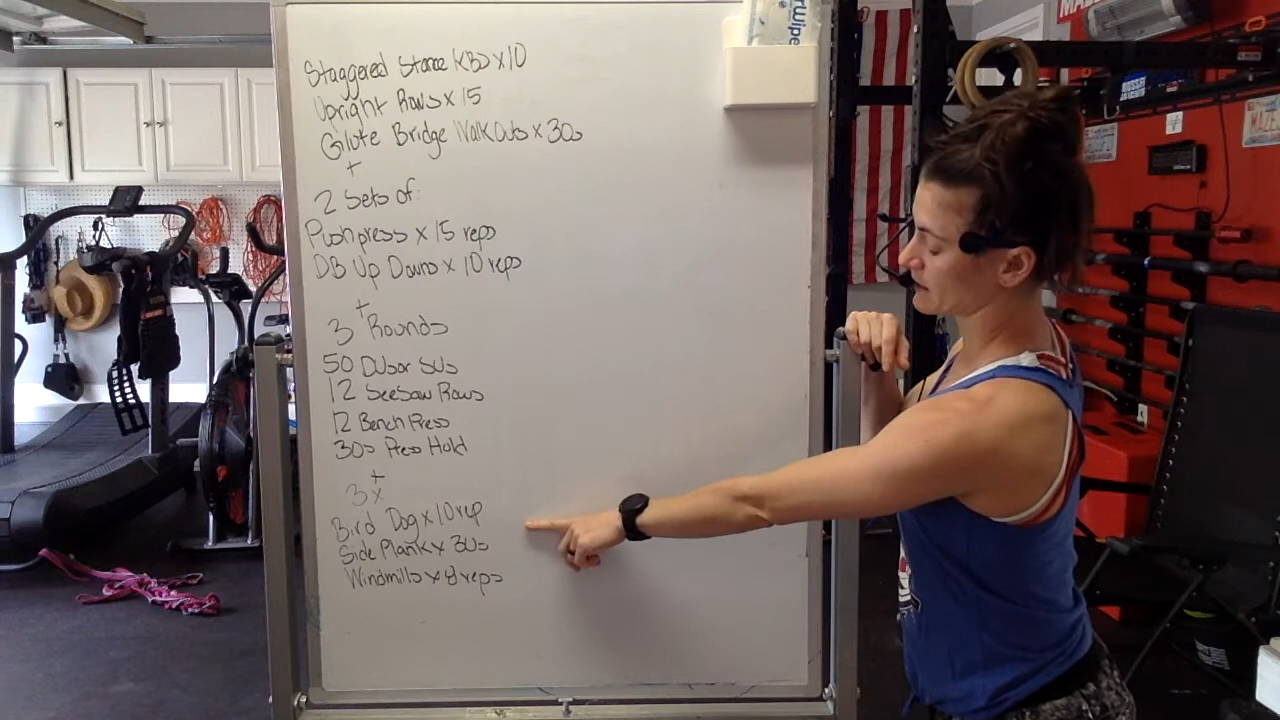 Staggered Stance KBD x 10
Upright Rows x 15
Glute Bridge Walkouts x 30s
+
2 Sets of:
Push press x 15 reps
DB Up Downs x 10 reps
+
3 Rounds
50 DUs or SUs
12 Seesaw Rows
12 Bench Press
30s Press Hold
+
3x
Bird Dog x 10 rep
Side Plank x 30s
Windmills x 8 reps